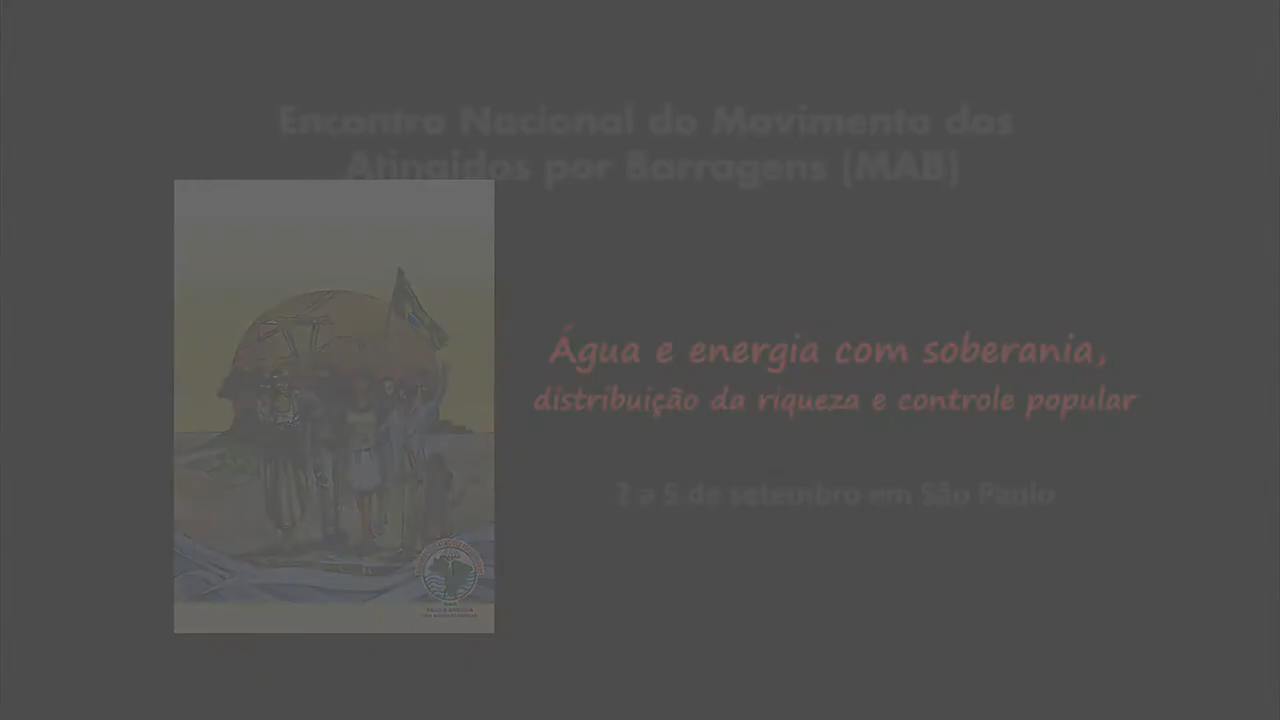 Encontro Nacional do Movimento dos
Atingidos por Barragens (MAB)
Água e energia com soberania,
distribuição da riqueza e controle popular
2 a 5 de setembro em São Paulo